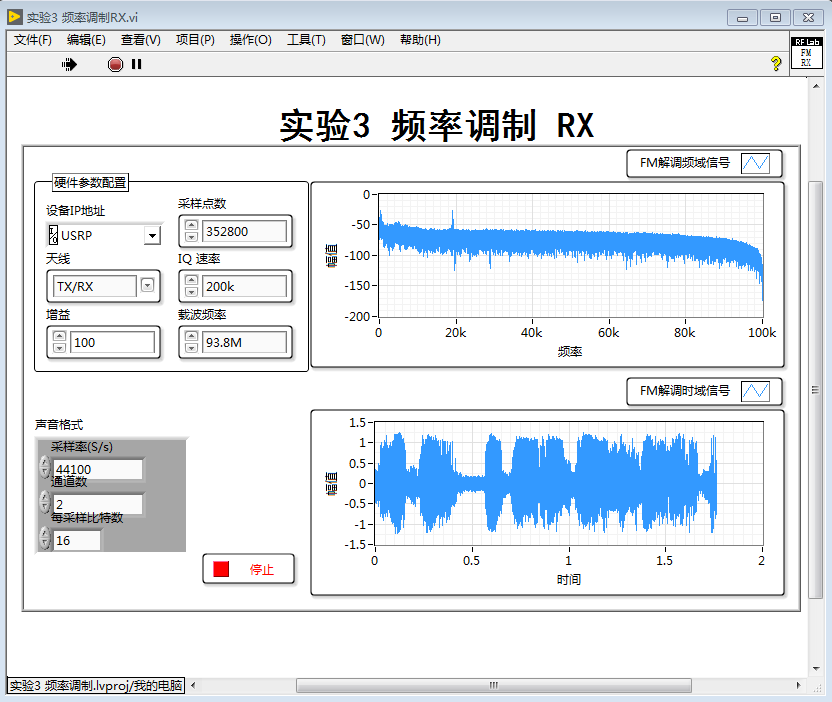 实验3 频率调制RX.vi
文件(F) 编辑(E) 查看(V) 项目(P) 操作(O) 工具(T) 窗口(W) 帮助(H)
RF Lab
FM
RX
?
实验3 频率调制 RX
FM解调频域信号
硬件参数配置
设备IP地址
USRP
采样点数
352800
天线
TX/RX
IQ 速率
200k
增益
100
载波频率
93.8M
幅值
0
-50
-100
-150
-200
0 20k 40k 60k 80k 100k
频率
FM解调时域信号
声音格式
采样率(S/s)
44100
通道数
2
每采样比特数
16
停止
幅值
1.5
1
0.5
0
-0.5
-1
-1.5
0 0.5 1 1.5 2
时间
实验3 频率调制.lvproj/我的电脑